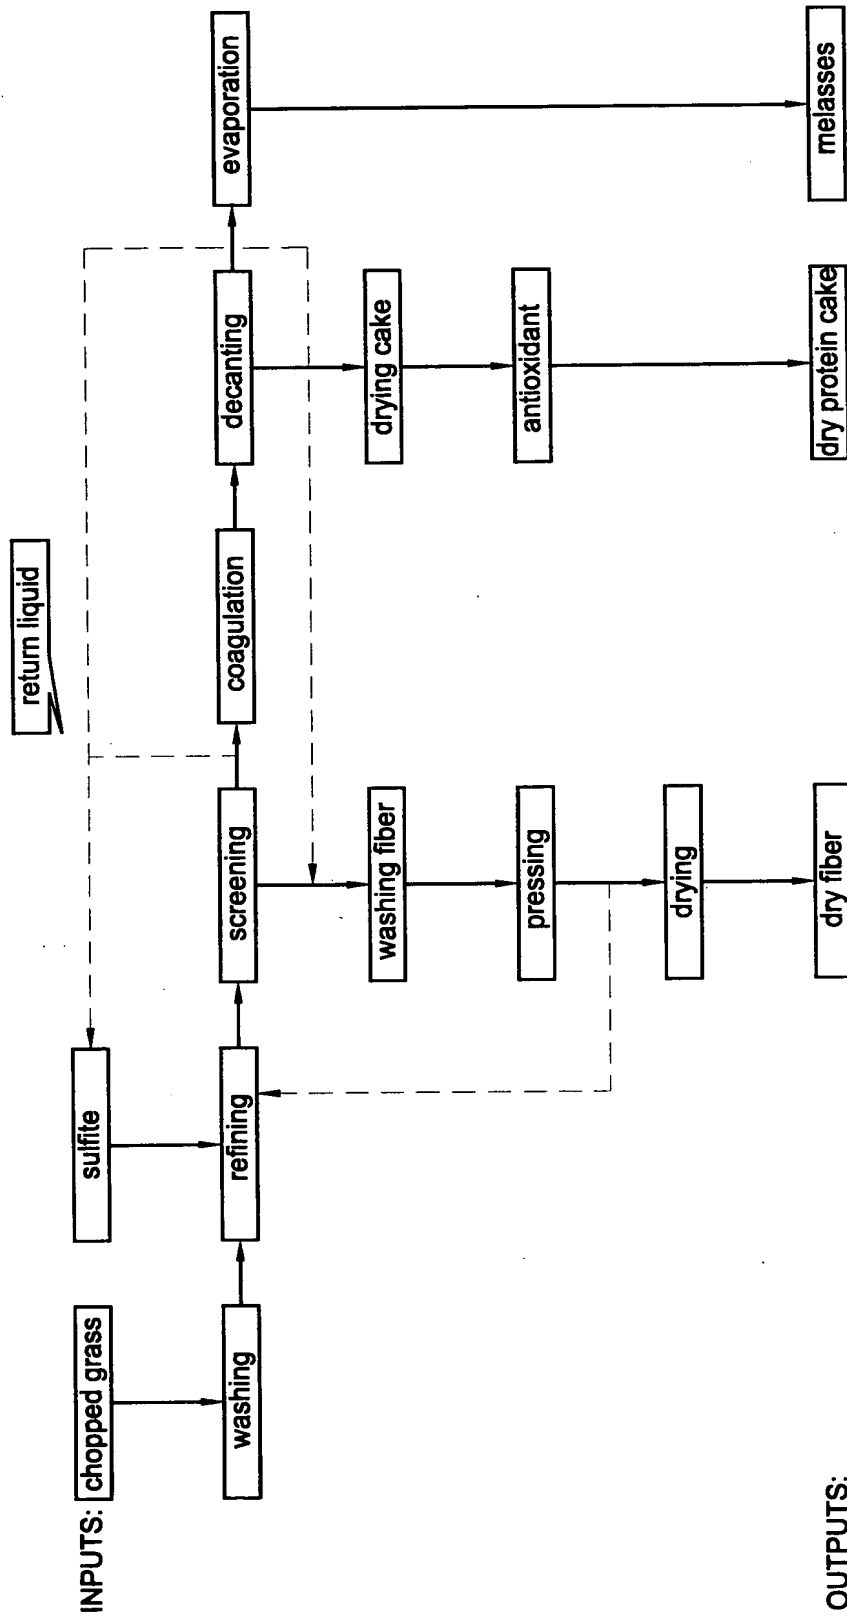 return liquid
INPUTS:
chopped grass
sulfite
washing
refining
screening
coagulation
decanting
evaporation
washing fiber
drying cake
pressing
antioxidant
drying
OUTPUTS:
dry fiber
dry protein cake
melasses